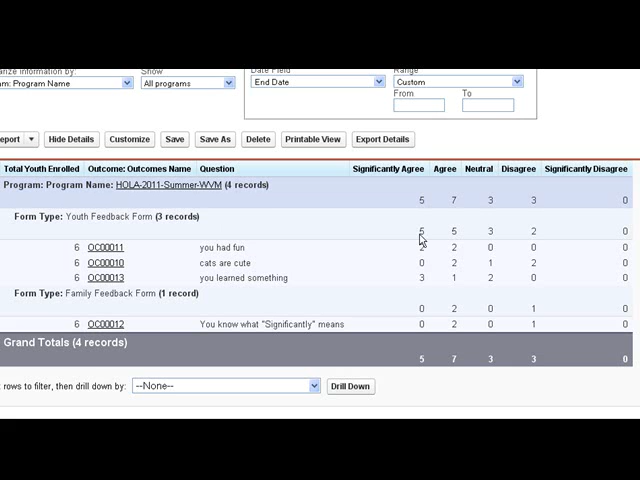 arize information by: Show Date Field Range
am: Program Name All programs End Date Custom
From To
eport Hide Details Customize Save Save As Delete Printable View Export Details
Total Youth Enrolled Outcome: Outcomes Name Question Significantly Agree Agree Neutral Disagree Significantly Disagree
Program: Program Name: HOLA-2011-Summer-WVM (4 records)
5 7 3 3 0
Form Type: Youth Feedback Form (3 records)
5 5 3 2 0
6 OC00011 you had fun 2 2 0 0 0
6 OC00010 cats are cute 0 2 1 2 0
6 OC00013 you learned something 3 1 2 0 0
Form Type: Family Feedback Form (1 record)
0 2 0 1 0
6 OC00012 You know what "Significantly" means 0 2 0 1 0
Grand Totals (4 records)
5 7 3 3 0
rows to filter, then drill down by: --None-- Drill Down